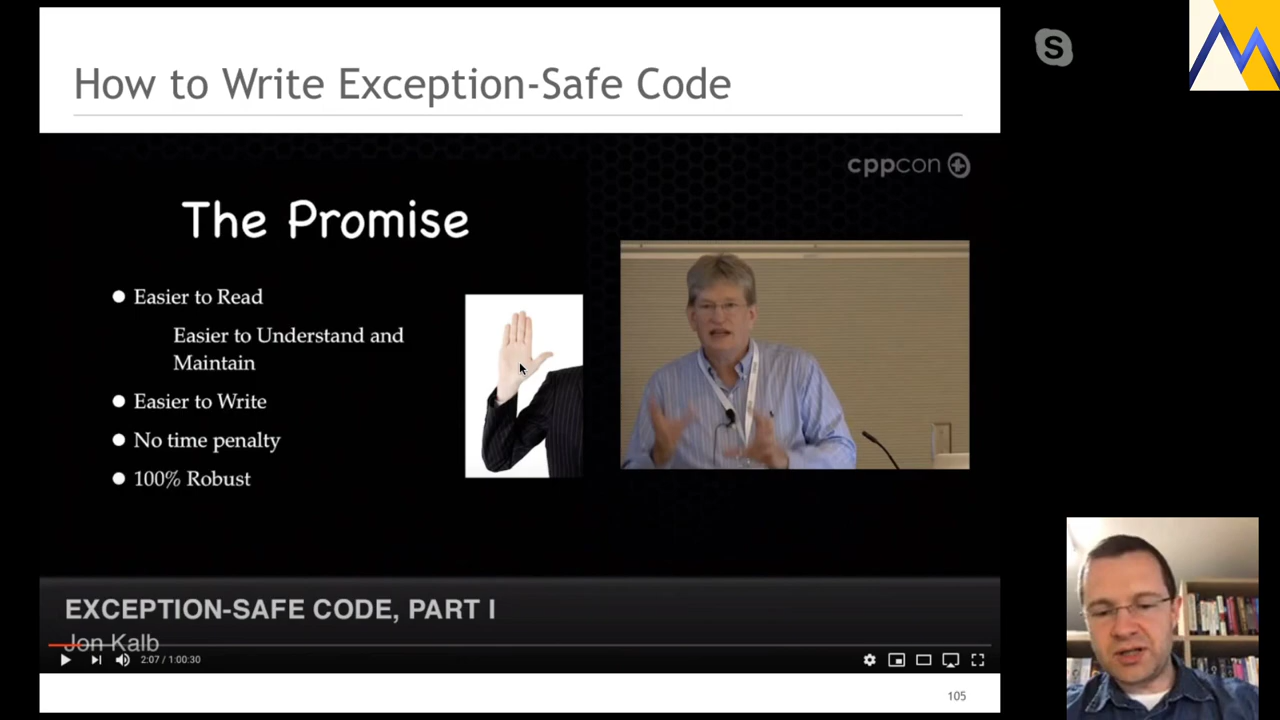 How to Write Exception-Safe Code
S
cppcon
The Promise
Easier to Read
Easier to Understand and
Maintain
Easier to Write
No time penalty
100% Robust
EXCEPTION-SAFE CODE, PART I
Jon Kalb
2:07 / 1:00:30
105